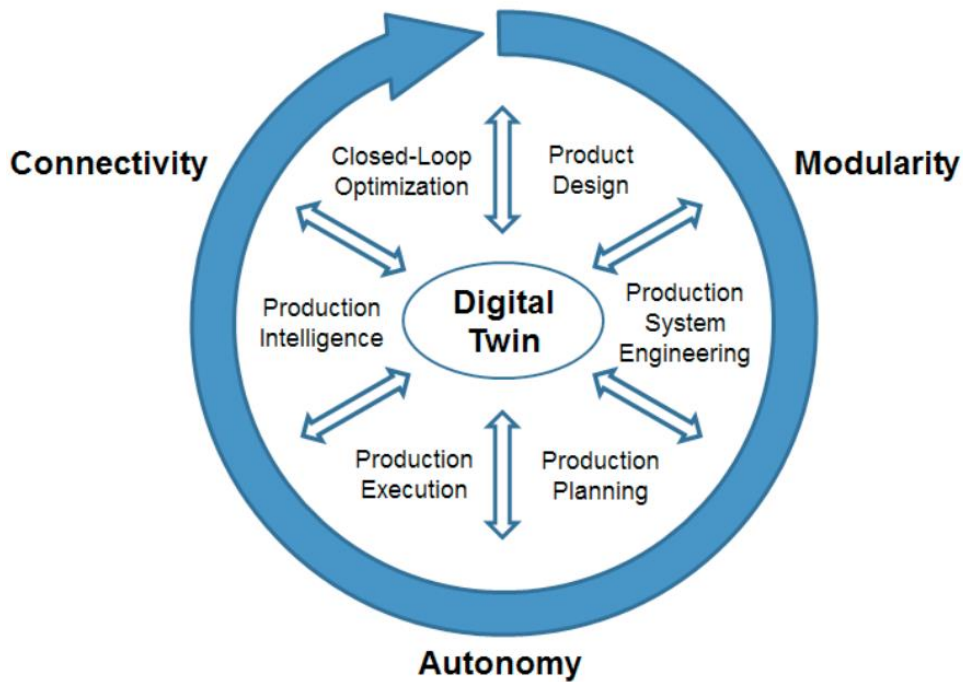 Connectivity
Closed-Loop
Optimization
Product
Design
Modularity
Production
Intelligence
Digital
Twin
Production
System
Engineering
Production
Execution
Production
Planning
Autonomy